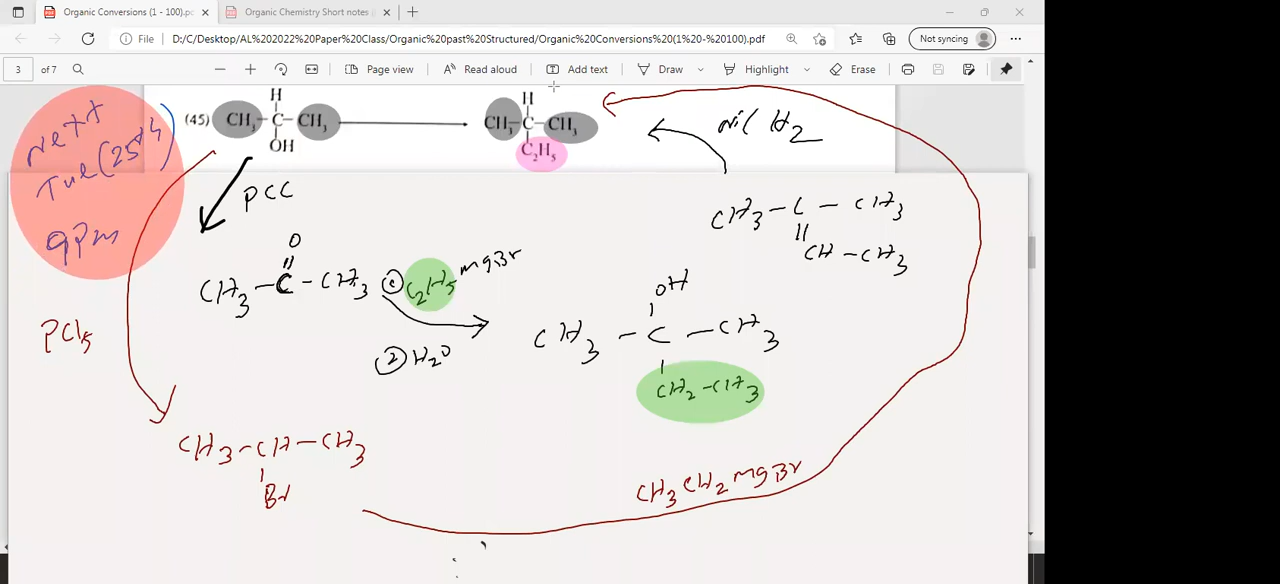 Organic Conversions (1 - 100).pc
Organic Chemistry Short notes (
File
D:/C/Desktop/AL%202022%20Paper%20Class/Organic%20past%20Structured/Organic%20Conversions%20(1%20-%20100).pdf
Not syncing
3 of 7
Page view
Read aloud
Add text
Draw
Highlight
Erase
Next
Tue(25th)
9pm
(45)
H
CH3-C-CH3
OH
H
CH3-C-CH3
C2H5
Ni/H2
PCC
CH3-C-CH3
||
CH-CH3
O
||
CH3-C-CH3
① C2H5MgBr
② H2O
OH
CH3-C-CH3
CH2-CH3
PCl5
CH3-CH-CH3
Br
CH3CH2MgBr